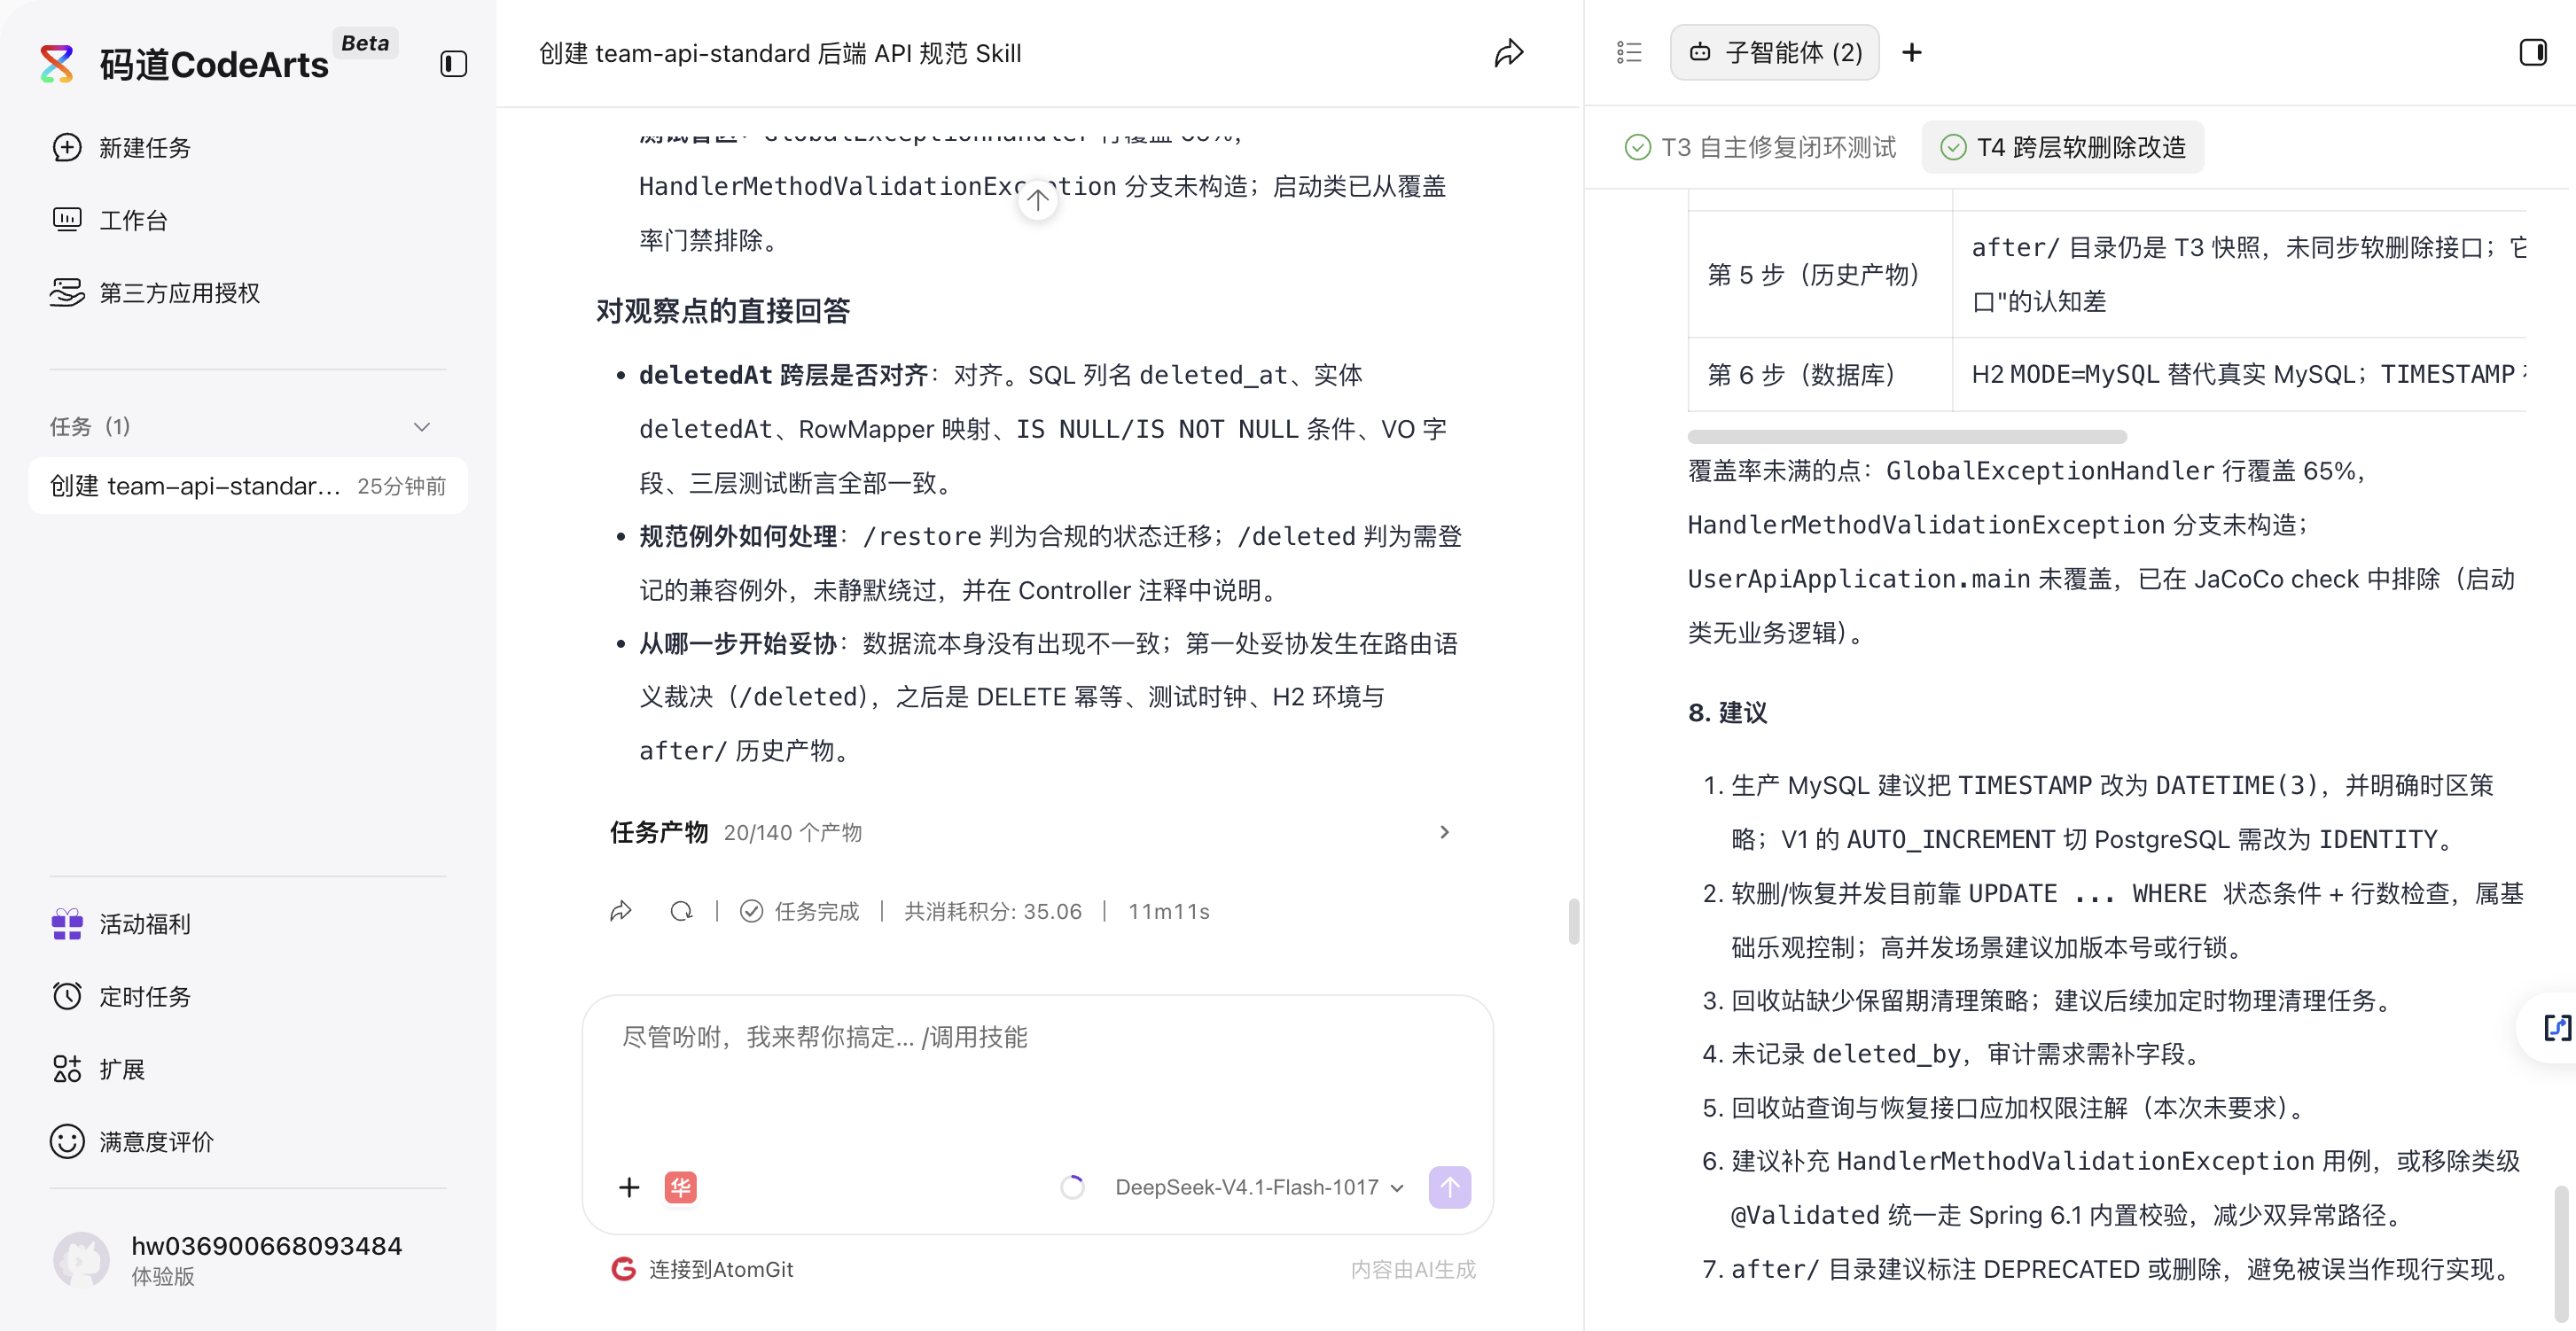 码道CodeArts
Beta
新建任务
工作台
第三方应用授权
任务（1）
创建 team-api-standar... 25分钟前
活动福利
定时任务
扩展
满意度评价
hw036900668093484
体验版
创建 team-api-standard 后端 API 规范 Skill
测试盲区：GlobalExceptionHandler 行覆盖 65%，
HandlerMethodValidationException 分支未构造；启动类已从覆盖
率门禁排除。
对观察点的直接回答
• deletedAt 跨层是否对齐：对齐。SQL 列名 deleted_at、实体
deletedAt、RowMapper 映射、IS NULL/IS NOT NULL 条件、VO 字
段、三层测试断言全部一致。
• 规范例外如何处理：/restore 判为合规的状态迁移；/deleted 判为需登
记的兼容例外，未静默绕过，并在 Controller 注释中说明。
• 从哪一步开始妥协：数据流本身没有出现不一致；第一处妥协发生在路由语
义裁决（/deleted），之后是 DELETE 幂等、测试时钟、H2 环境与
after/ 历史产物。
任务产物 20/140 个产物
任务完成 | 共消耗积分: 35.06 | 11m11s
尽管吩咐，我来帮你搞定... /调用技能
华
DeepSeek-V4.1-Flash-1017
连接到AtomGit
内容由AI生成
子智能体 (2)
T3 自主修复闭环测试
T4 跨层软删除改造
第 5 步（历史产物）
after/ 目录仍是 T3 快照，未同步软删除接口；它
口"的认知差
第 6 步（数据库）
H2 MODE=MySQL 替代真实 MySQL；TIMESTAMP
覆盖率未满的点：GlobalExceptionHandler 行覆盖 65%，
HandlerMethodValidationException 分支未构造；
UserApiApplication.main 未覆盖，已在 JaCoCo check 中排除（启动
类无业务逻辑）。
8. 建议
1. 生产 MySQL 建议把 TIMESTAMP 改为 DATETIME(3)，并明确时区策
略；V1 的 AUTO_INCREMENT 切 PostgreSQL 需改为 IDENTITY。
2. 软删/恢复并发目前靠 UPDATE ... WHERE 状态条件 + 行数检查，属基
础乐观控制；高并发场景建议加版本号或行锁。
3. 回收站缺少保留期清理策略；建议后续加定时物理清理任务。
4. 未记录 deleted_by，审计需求需补字段。
5. 回收站查询与恢复接口应加权限注解（本次未要求）。
6. 建议补充 HandlerMethodValidationException 用例，或移除类级
@Validated 统一走 Spring 6.1 内置校验，减少双异常路径。
7. after/ 目录建议标注 DEPRECATED 或删除，避免被误当作现行实现。